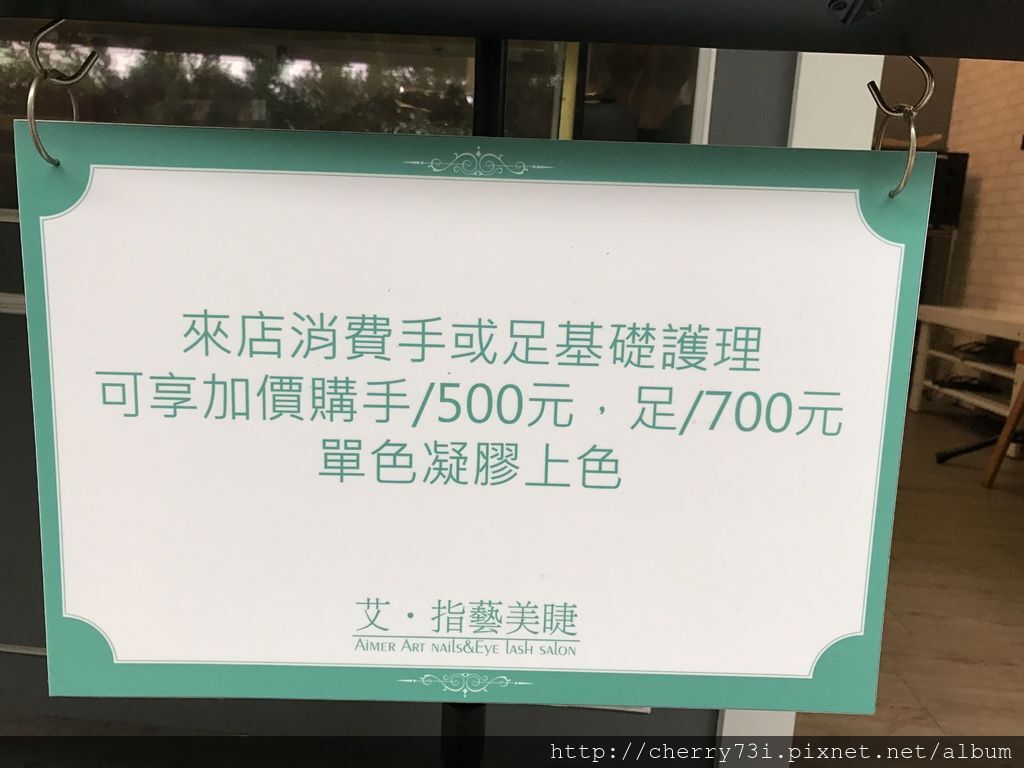 來店消費手或足基礎護理
可享加價購手/500元，足/700元
單色凝膠上色
艾・指藝美睫
AIMER ART NAILS&EYE LASH SALON
http://cherry73i.pixnet.net/album